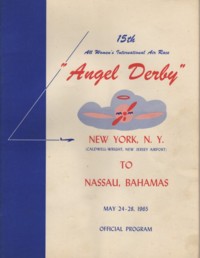 15th
All Women's International Air Race
"Angel Derby"
NEW YORK, N. Y.
(CALDWELL-WRIGHT, NEW JERSEY AIRPORT)
TO
NASSAU, BAHAMAS
MAY 24-28, 1965
OFFICIAL PROGRAM